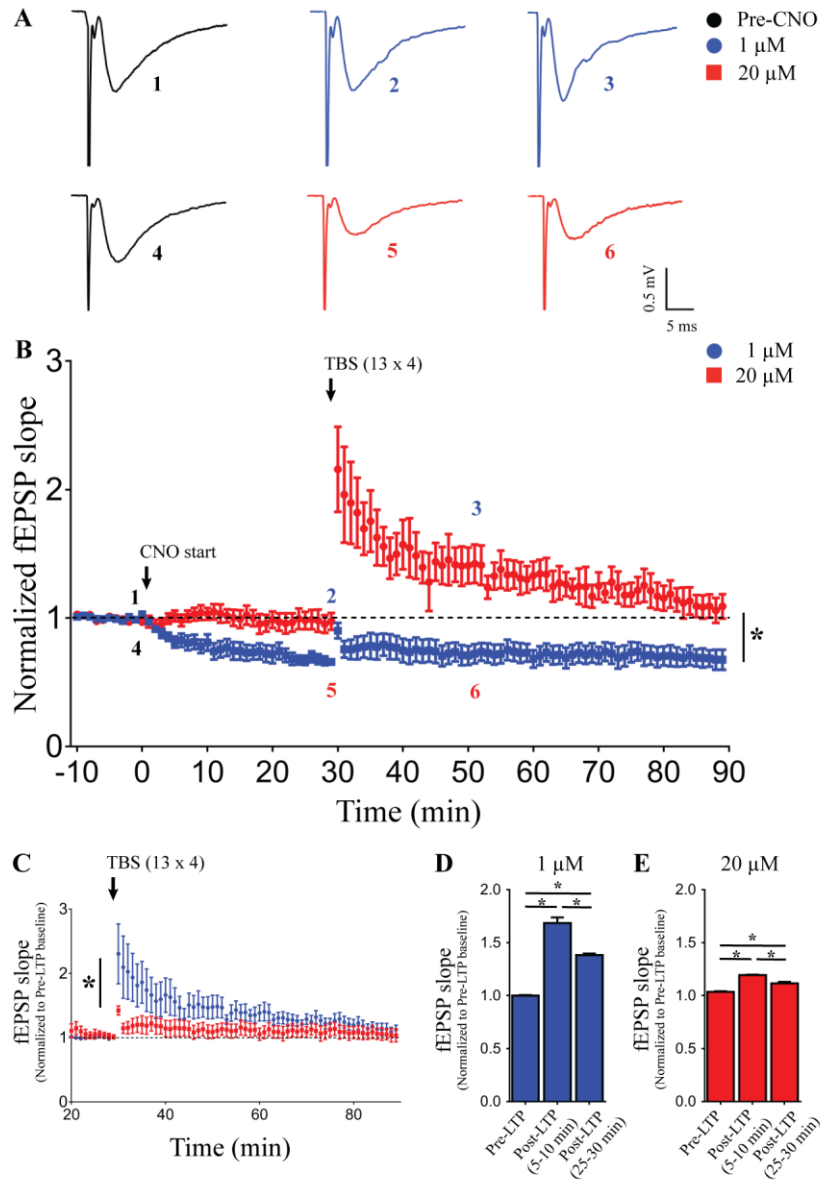 A
Pre-CNO
1 µM
20 µM
1
2
3
4
5
6
0.5 mV
5 ms
B
1 µM
20 µM
TBS (13 x 4)
CNO start
Normalized fEPSP slope
3
2
1
0
1
2
3
4
5
6
*
-10 0 10 20 30 40 50 60 70 80 90
Time (min)
C
TBS (13 x 4)
fEPSP slope
(Normalized to Pre-LTP baseline)
3
2
1
0
*
20 40 60 80
Time (min)
D
1 µM
fEPSP slope
(Normalized to Pre-LTP baseline)
2.0
1.5
1.0
0.5
0.0
*
* *
Pre-LTP
Post-LTP
(5-10 min)
Post-LTP
(25-30 min)
E
20 µM
fEPSP slope
(Normalized to Pre-LTP baseline)
2.0
1.5
1.0
0.5
0.0
*
* *
Pre-LTP
Post-LTP
(5-10 min)
Post-LTP
(25-30 min)